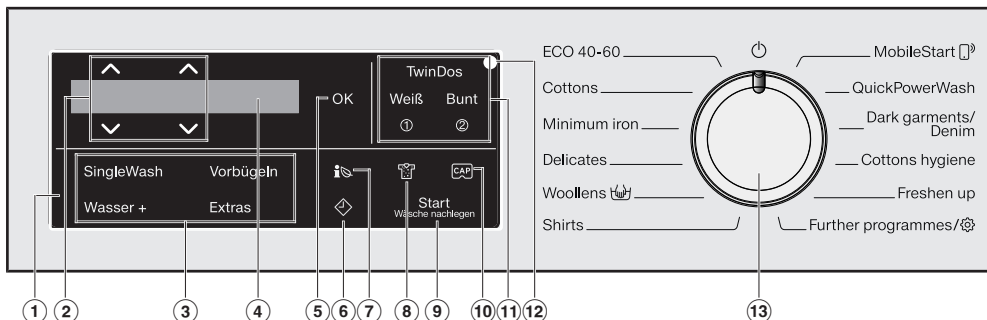 TwinDos
OK
Weiß Bunt
① ②
SingleWash Vorbügeln
CAP
Wasser + Extras
Start
Wäsche nachlegen
ECO 40-60
Cottons
Minimum iron
Delicates
Woollens
Shirts
MobileStart
QuickPowerWash
Dark garments/
Denim
Cottons hygiene
Freshen up
Further programmes/
① ② ③ ④ ⑤ ⑥ ⑦ ⑧ ⑨ ⑩ ⑪ ⑫ ⑬